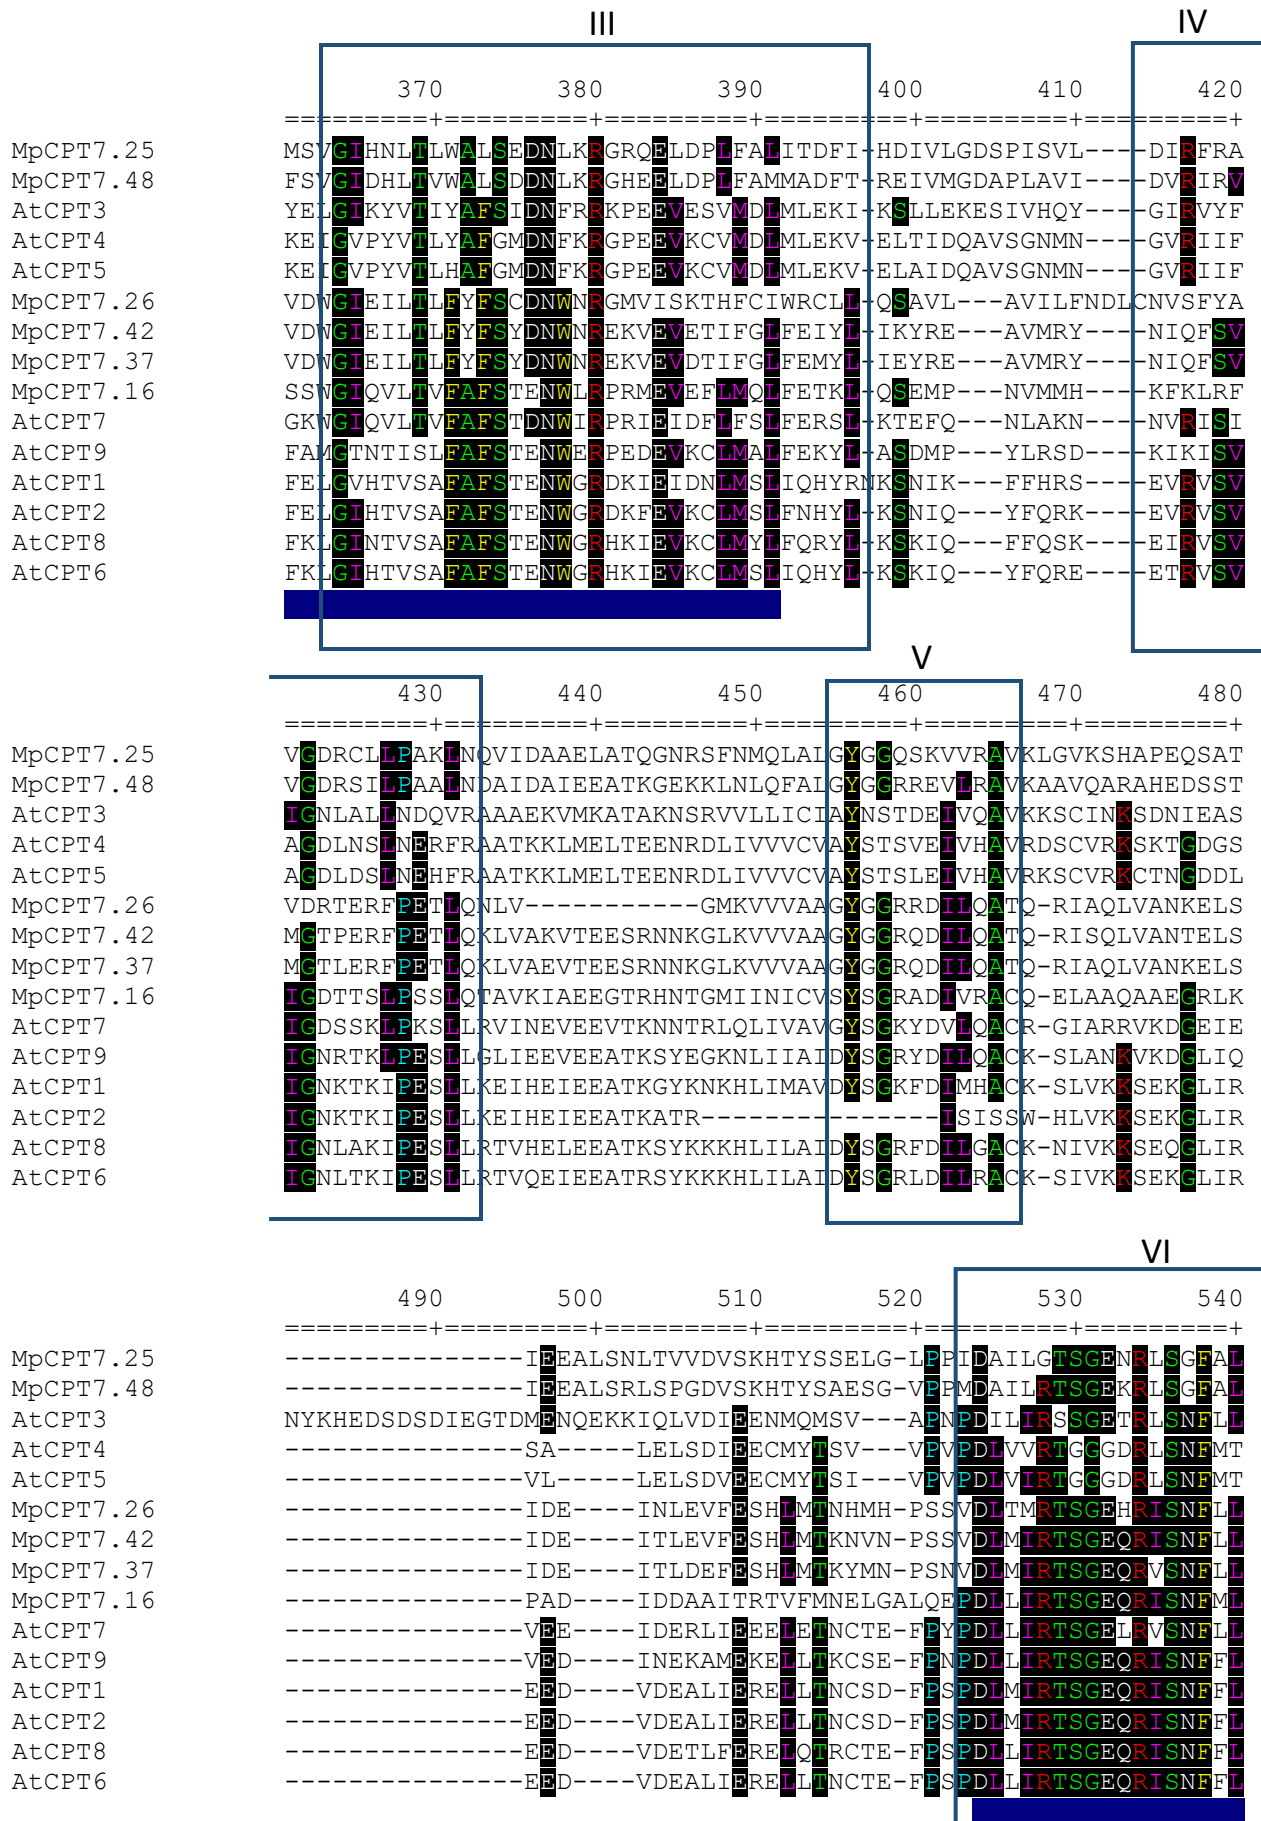 III IV
370 380 390 400 410 420
=========+=========+=========+=========+=========+=========+
MpCPT7.25 MSVGIHNLTLWALSEDNLKRGRQELDPLFALITDFI-HDIVLGDSPISVL----DIRFRA
MpCPT7.48 FSVGIDHLTVWALSDDNLKRGHEELDPLFAMMADFT-REIVMGDAPLAVI----DVRIRV
AtCPT3 YELGIKYVTIYAFSIDNFRRKPEEVESVMDLMLEKI-KSLLEKESIVHQY----GIRVYF
AtCPT4 KEIGVPYVTLYAFGMDNFKRGPEEVKCVMDLMLEKV-ELTIDQAVSGNMN----GVRIIF
AtCPT5 KEIGVPYVTLHAFGMDNFKRGPEEVKCVMDLMLEKV-ELAIDQAVSGNMN----GVRIIF
MpCPT7.26 VDWGIEILTLFYFSCDNWNRGMVISKTHFCIWRCLL-QSAVL---AVILFNDLCNVSFYA
MpCPT7.42 VDWGIEILTLFYFSYDNWNREKVEVETIFGLFEIYL-IKYRE---AVMRY----NIQFSV
MpCPT7.37 VDWGIEILTLFYFSYDNWNREKVEVDTIFGLFEMYL-IEYRE---AVMRY----NIQFSV
MpCPT7.16 SSWGIQVLTVFAFSTENWLRPRMEVEFLMQLFETKL-QSEMP---NVMMH----KFKLRF
AtCPT7 GKWGIQVLTVFAFSTDNWIRPRIEIDFLFSLFERSL-KTEFQ---NLAKN----NVRISI
AtCPT9 FAMGTNTISLFAFSTENWERPEDEVKCLMALFEKYL-ASDMP---YLRSD----KIKISV
AtCPT1 FELGVHTVSAFAFSTENWGRDKIEIDNLMSLIQHYRNKSNIK---FFHRS----EVRVSV
AtCPT2 FELGIHTVSAFAFSTENWGRDKFEVKCLMSLFNHYL-KSNIQ---YFQRK----EVRVSV
AtCPT8 FKLGINTVSAFAFSTENWGRHKIEVKCLMYLFQRYL-KSKIQ---FFQSK----EIRVSV
AtCPT6 FKLGIHTVSAFAFSTENWGRHKIEVKCLMSLIQHYL-KSKIQ---YFQRE----ETRVSV
V
430 440 450 460 470 480
=========+=========+=========+=========+=========+=========+
MpCPT7.25 VGDRCLLPAKLNQVIDAAELATQGNRSFNMQLALGYGGQSKVVRAVKLGVKSHAPEQSAT
MpCPT7.48 VGDRSILPAALNDAIDAIEEATKGEKKLNLQFALGYGGRREVLRAVKAAVQARAHEDSST
AtCPT3 IGNLALLNDQVRAAAEKVMKATAKNSRVVLLICIAYNSTDEIVQAVKKSCINKSDNIEAS
AtCPT4 AGDLNSLNERFRAATKKLMELTEENRDLIVVVCVAYSTSVEIVHAVRDSCVRKSKTGDGS
AtCPT5 AGDLDSLNEHFRAATKKLMELTEENRDLIVVVCVAYSTSLEIVHAVRKSCVRKCTNGDDL
MpCPT7.26 VDRTERFPETLQNLV-----------GMKVVVAAGYGGRRDILQATQ-RIAQLVANKELS
MpCPT7.42 MGTPERFPETLQKLVAKVTEESRNNKGLKVVVAAGYGGRQDILQATQ-RISQLVANTELS
MpCPT7.37 MGTLERFPETLQKLVAEVTEESRNNKGLKVVVAAGYGGRQDILQATQ-RIAQLVANKELS
MpCPT7.16 IGDTTSLPSSLQTAVKIAEEGTRHNTGMIINICVSYSGRADIVRACQ-ELAAQAAEGRLK
AtCPT7 IGDSSKLPKSLLRVINEVEEVTKNNTRLQLIVAVGYSGKYDVLQACR-GIARRVKDGEIE
AtCPT9 IGNRTKLPESLLGLIEEVEEATKSYEGKNLIIAIDYSGRYDILQACK-SLANKVKDGLIQ
AtCPT1 IGNKTKIPESLLKEIHEIEEATKGYKNKHLIMAVDYSGKFDIMHACK-SLVKKSEKGLIR
AtCPT2 IGNKTKIPESLLKEIHEIEEATKATR---------------ISISSW-HLVKKSEKGLIR
AtCPT8 IGNLAKIPESLLRTVHELEEATKSYKKKHLILAIDYSGRFDILGACK-NIVKKSEQGLIR
AtCPT6 IGNLTKIPESLLRTVQEIEEATRSYKKKHLILAIDYSGRLDILRACK-SIVKKSEKGLIR
VI
490 500 510 520 530 540
=========+=========+=========+=========+=========+=========+
MpCPT7.25 ---------------IEEALSNLTVVDVSKHTYSSELG-LPPIDAILGTSGENRLSGFAL
MpCPT7.48 ---------------IEEALSRLSPGDVSKHTYSAESG-VPPMDAILRTSGEKRLSGFAL
AtCPT3 NYKHEDSDSDIEGTDMENQEKKIQLVDIEENMQMSV---APNPDILIRSSGETRLSNFLL
AtCPT4 ---------------SA-----LELSDIEECMYTSV---VPVPDLVVRTGGGDRLSNFMT
AtCPT5 ---------------VL-----LELSDVEECMYTSI---VPVPDLVIRTGGGDRLSNFMT
MpCPT7.26 ---------------IDE----INLEVFESHLMTNHMH-PSSVDLTMRTSGEHRISNFLL
MpCPT7.42 ---------------IDE----ITLEVFESHLMTKNVN-PSSVDLMIRTSGEQRISNFLL
MpCPT7.37 ---------------IDE----ITLDEFESHLMTKYMN-PSNVDLMIRTSGEQRVSNFLL
MpCPT7.16 ---------------PAD----IDDAAITRTVFMNELGALQEPDLLIRTSGEQRISNFML
AtCPT7 ---------------VEE----IDERLIEEELETNCTE-FPYPDLLIRTSGELRVSNFLL
AtCPT9 ---------------VED----INEKAMEKELLTKCSE-FPNPDLLIRTSGEQRISNFFL
AtCPT1 ---------------EED----VDEALIERELLTNCSD-FPSPDLMIRTSGEQRISNFFL
AtCPT2 ---------------EED----VDEALIERELLTNCSD-FPSPDLMIRTSGEQRISNFFL
AtCPT8 ---------------EED----VDETLFERELQTRCTE-FPSPDLLIRTSGEQRISNFFL
AtCPT6 ---------------EED----VDEALIERELLTNCTE-FPSPDLLIRTSGEQRISNFFL